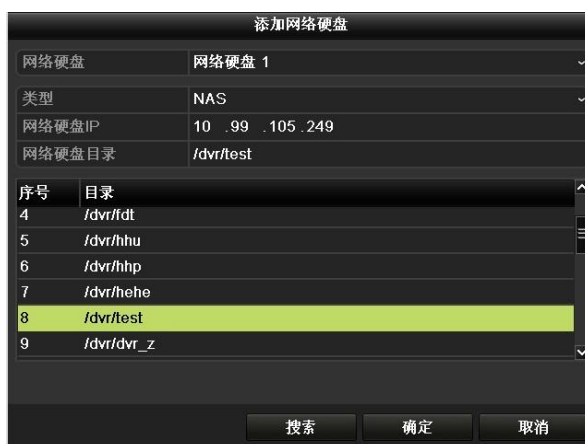 添加网络硬盘
网络硬盘 网络硬盘 1
类型 NAS
网络硬盘IP 10 .99 .105 .249
网络硬盘目录 /dvr/test
序号 目录
4 /dvr/fdt
5 /dvr/hhu
6 /dvr/hhp
7 /dvr/hehe
8 /dvr/test
9 /dvr/dvr_z
搜索 确定 取消